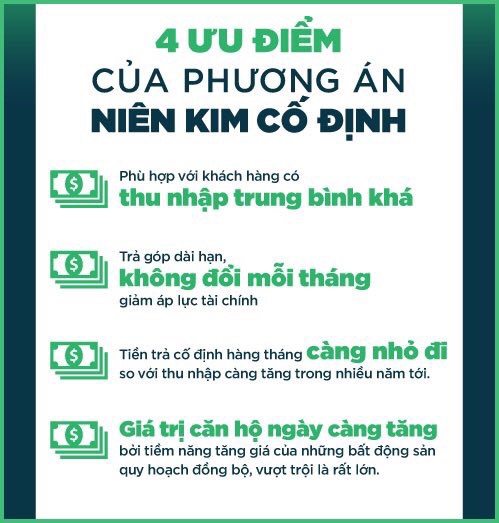 4 ƯU ĐIỂM
CỦA PHƯƠNG ÁN
NIÊN KIM CỐ ĐỊNH
Phù hợp với khách hàng có
thu nhập trung bình khá
Trả góp dài hạn,
không đổi mỗi tháng
giảm áp lực tài chính
Tiền trả cố định hàng tháng càng nhỏ đi
so với thu nhập càng tăng trong nhiều năm tới.
Giá trị căn hộ ngày càng tăng
bởi tiềm năng tăng giá của những bất động sản
quy hoạch đồng bộ, vượt trội là rất lớn.